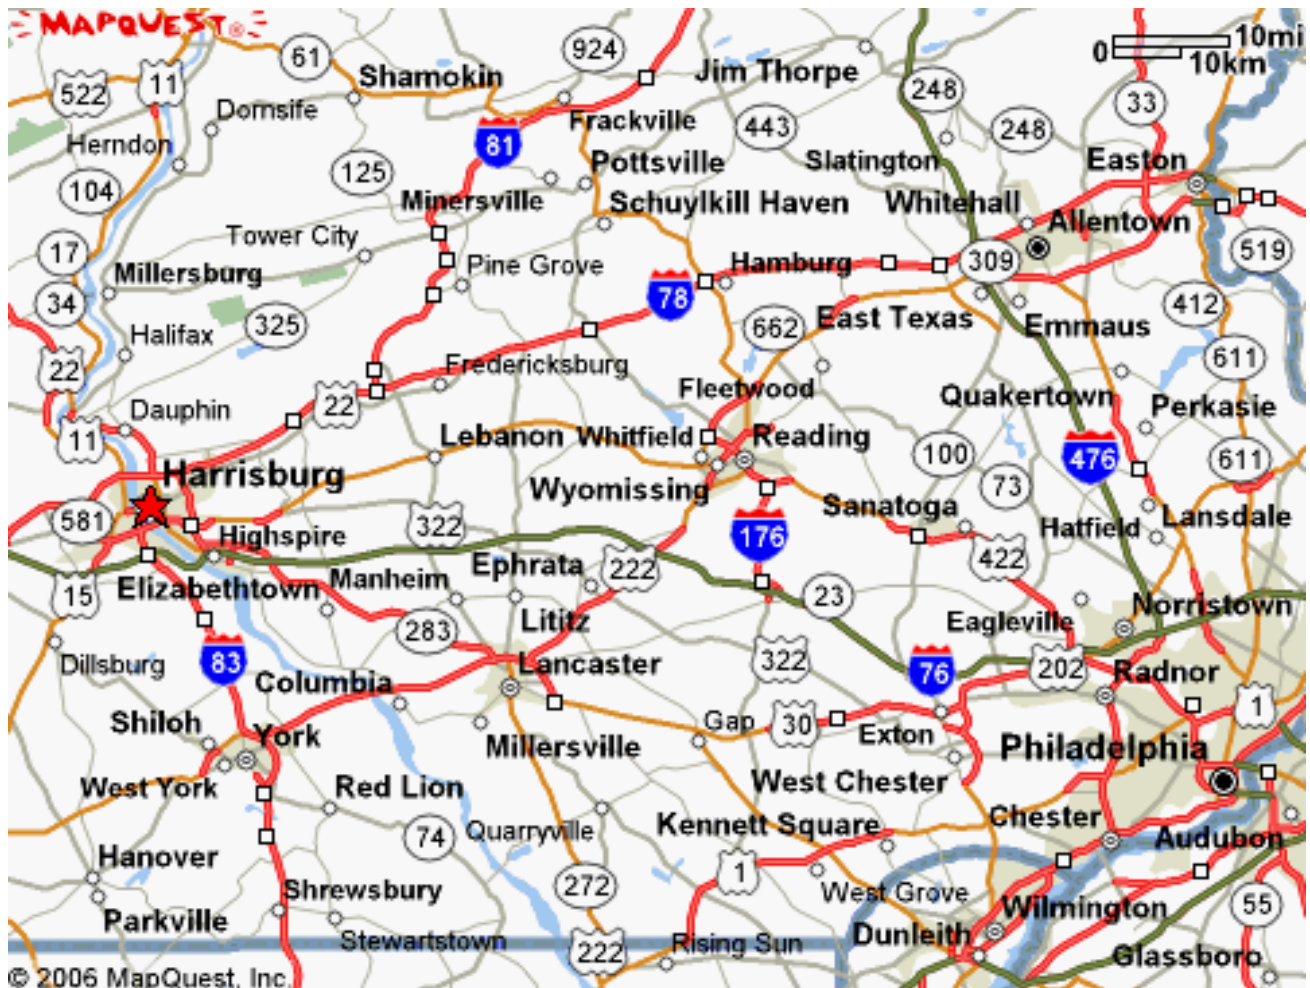 MAPQUEST®
0 10mi
10km
61
924
Shamokin
Jim Thorpe
522
11
248
33
Dornsife
Frackville
443
248
Herndon
81
Pottsville
Slatington
Easton
125
104
Minersville
Schuylkill Haven
Whitehall
Allentown
17
Tower City
Pine Grove
Hamburg
309
519
Millersburg
34
78
412
325
662
East Texas
Emmaus
Halifax
22
Fredericksburg
611
Fleetwood
Quakertown
22
Dauphin
Perkasie
11
Lebanon
Whitfield
Reading
100
476
611
Harrisburg
73
Wyomissing
Sanatoga
581
322
176
Hatfield
Lansdale
Highspire
422
Ephrata
222
Elizabethtown
Manheim
15
23
Norristown
283
Lititz
Eagleville
Dillsburg
83
Lancaster
322
76
202
Radnor
Columbia
Shiloh
York
Gap
30
Exton
1
Millersville
Philadelphia
West York
Red Lion
West Chester
74
Quarryville
Kennett Square
Chester
Audubon
Hanover
1
272
West Grove
Shrewsbury
55
Parkville
Wilmington
Stewartstown
222
Rising Sun
Dunleith
Glassboro
© 2006 MapQuest, Inc.